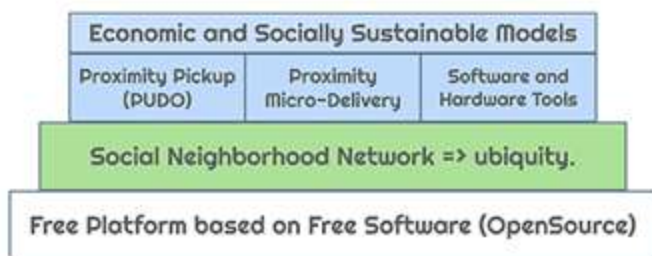 Economic and Socially Sustainable Models
Proximity Pickup
(PUDO)
Proximity
Micro-Delivery
Software and
Hardware Tools
Social Neighborhood Network => ubiquity.
Free Platform based on Free Software (OpenSource)